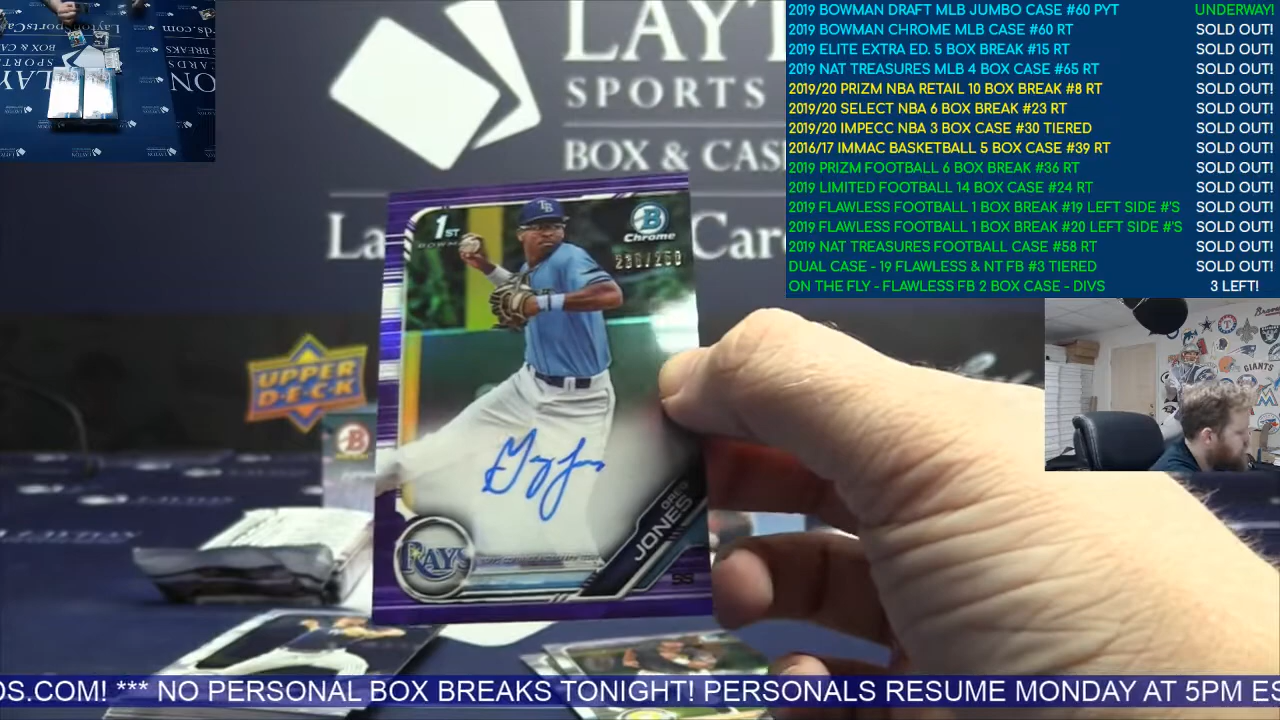 LAYT
SPORTS
BOX & CAS
La
Car
2019 BOWMAN DRAFT MLB JUMBO CASE #60 PYT UNDERWAY!
2019 BOWMAN CHROME MLB CASE #60 RT SOLD OUT!
2019 ELITE EXTRA ED. 5 BOX BREAK #15 RT SOLD OUT!
2019 NAT TREASURES MLB 4 BOX CASE #65 RT SOLD OUT!
2019/20 PRIZM NBA RETAIL 10 BOX BREAK #8 RT SOLD OUT!
2019/20 SELECT NBA 6 BOX BREAK #23 RT SOLD OUT!
2019/20 IMPECC NBA 3 BOX CASE #30 TIERED SOLD OUT!
2016/17 IMMAC BASKETBALL 5 BOX CASE #39 RT SOLD OUT!
2019 PRIZM FOOTBALL 6 BOX BREAK #36 RT SOLD OUT!
2019 LIMITED FOOTBALL 14 BOX CASE #24 RT SOLD OUT!
2019 FLAWLESS FOOTBALL 1 BOX BREAK #19 LEFT SIDE #'S SOLD OUT!
2019 FLAWLESS FOOTBALL 1 BOX BREAK #20 LEFT SIDE #'S SOLD OUT!
2019 NAT TREASURES FOOTBALL CASE #58 RT SOLD OUT!
DUAL CASE - 19 FLAWLESS & NT FB #3 TIERED SOLD OUT!
ON THE FLY - FLAWLESS FB 2 BOX CASE - DIVS 3 LEFT!
1ST
BOWM
TB
B
Chrome
UPPER
DECK
B
GIANTS
GREG
JONES
SS
RAYS
OS.COM! *** NO PERSONAL BOX BREAKS TONIGHT! PERSONALS RESUME MONDAY AT 5PM ES